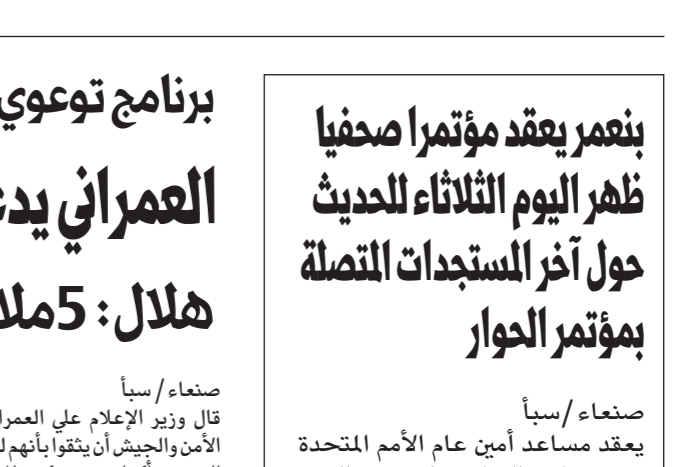 بنعمر يعقد مؤتمرا صحفيا
ظهر اليوم الثلاثاء للحديث
حول آخر المستجدات المتصلة
بمؤتمر الحوار
صنعاء/سبأ
يعقد مساعد أمين عام الأمم المتحدة
برنامج توعوي
العمراني يدع
هلال: 5ملا
صنعاء/سبأ
قال وزير الإعلام علي العمرا
الأمن والجيش أن يثقوا بأنهم ل